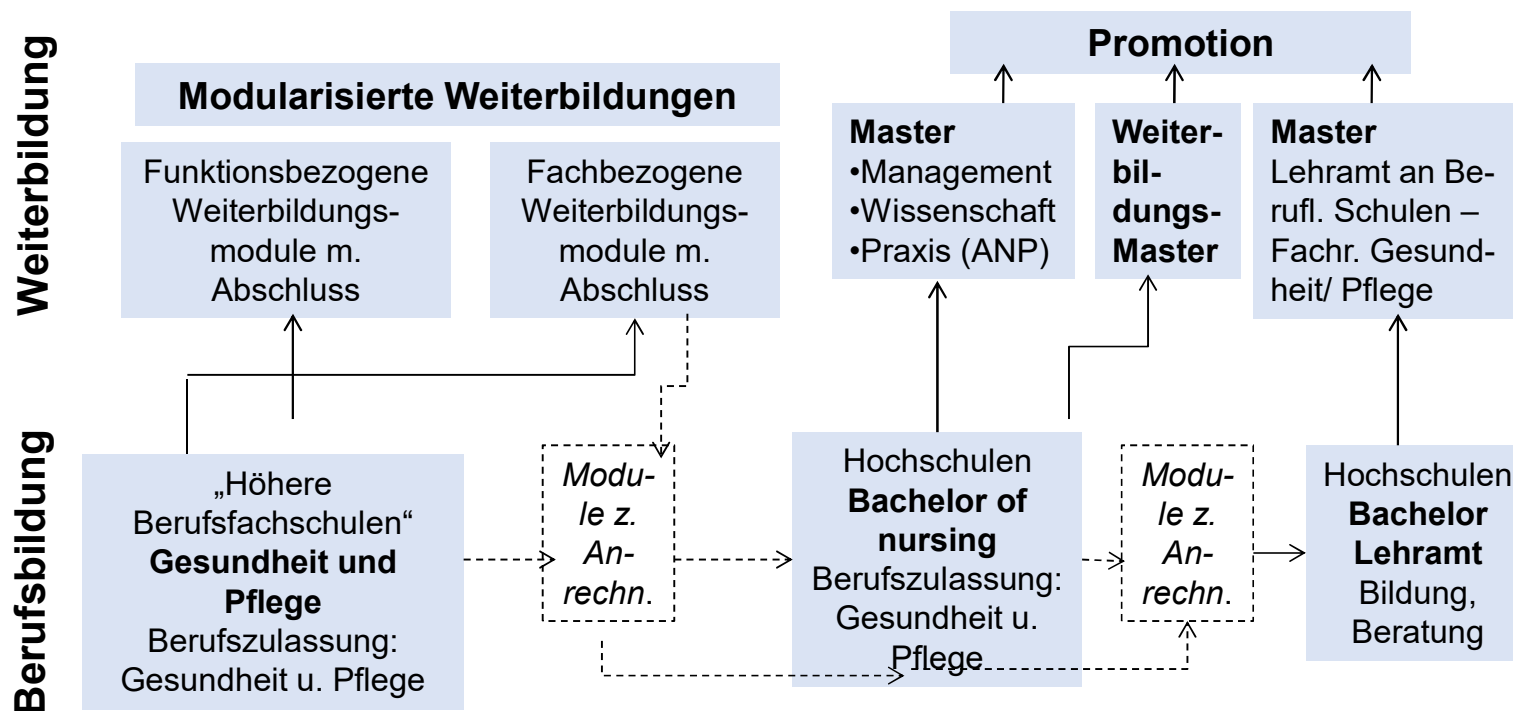 Weiterbildung
Promotion
Modularisierte Weiterbildungen
Funktionsbezogene
Weiterbildungs-
module m.
Abschluss
Fachbezogene
Weiterbildungs-
module m.
Abschluss
Master
•Management
•Wissenschaft
•Praxis (ANP)
Weiter-
bil-
dungs-
Master
Master
Lehramt an Be-
rufl. Schulen –
Fachr. Gesund-
heit/ Pflege
Berufsbildung
„Höhere
Berufsfachschulen“
Gesundheit und
Pflege
Berufszulassung:
Gesundheit u. Pflege
Modu-
le z.
An-
rechn.
Hochschulen
Bachelor of
nursing
Berufszulassung:
Gesundheit u.
Pflege
Modu-
le z.
An-
rechn.
Hochschulen
Bachelor
Lehramt
Bildung,
Beratung